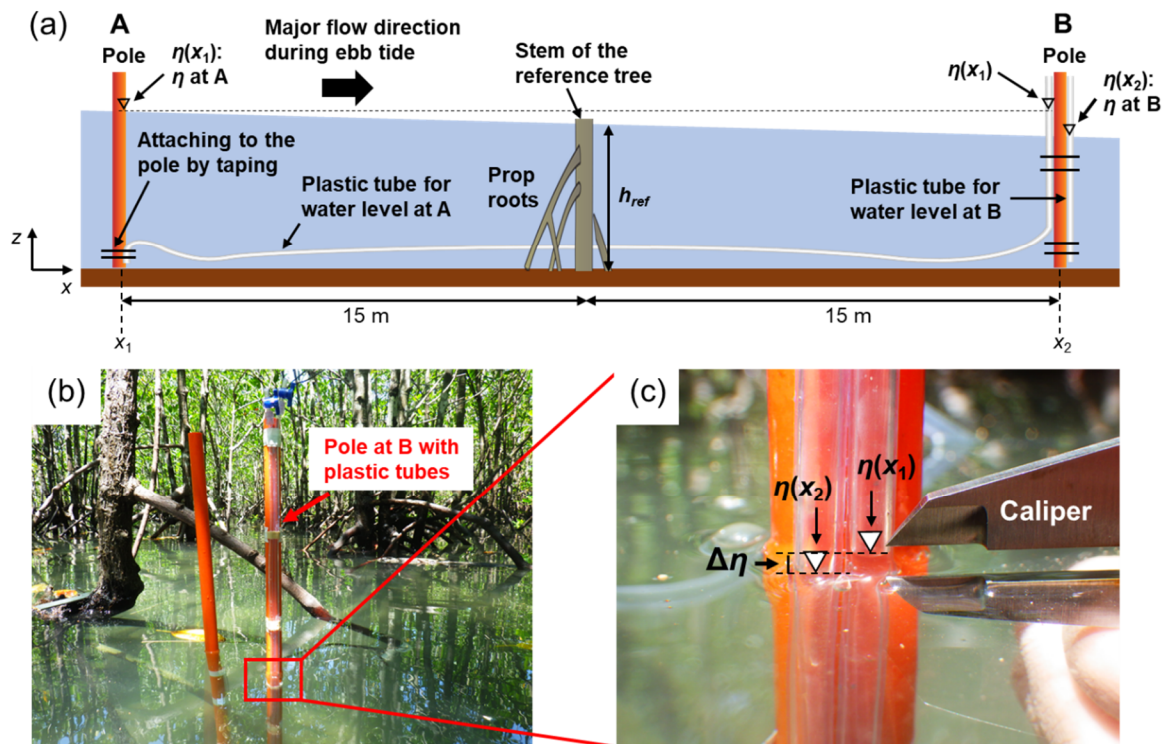 (a)
A
Pole
η(x₁):
η at A
Major flow direction
during ebb tide
Stem of the
reference tree
B
Pole
η(x₁)
η(x₂):
η at B
Attaching to the
pole by taping
Plastic tube for
water level at A
Prop
roots
h_ref
Plastic tube for
water level at B
z
x
15 m
15 m
x₁
x₂
(b)
Pole at B with
plastic tubes
(c)
η(x₁)
η(x₂)
Caliper
Δη